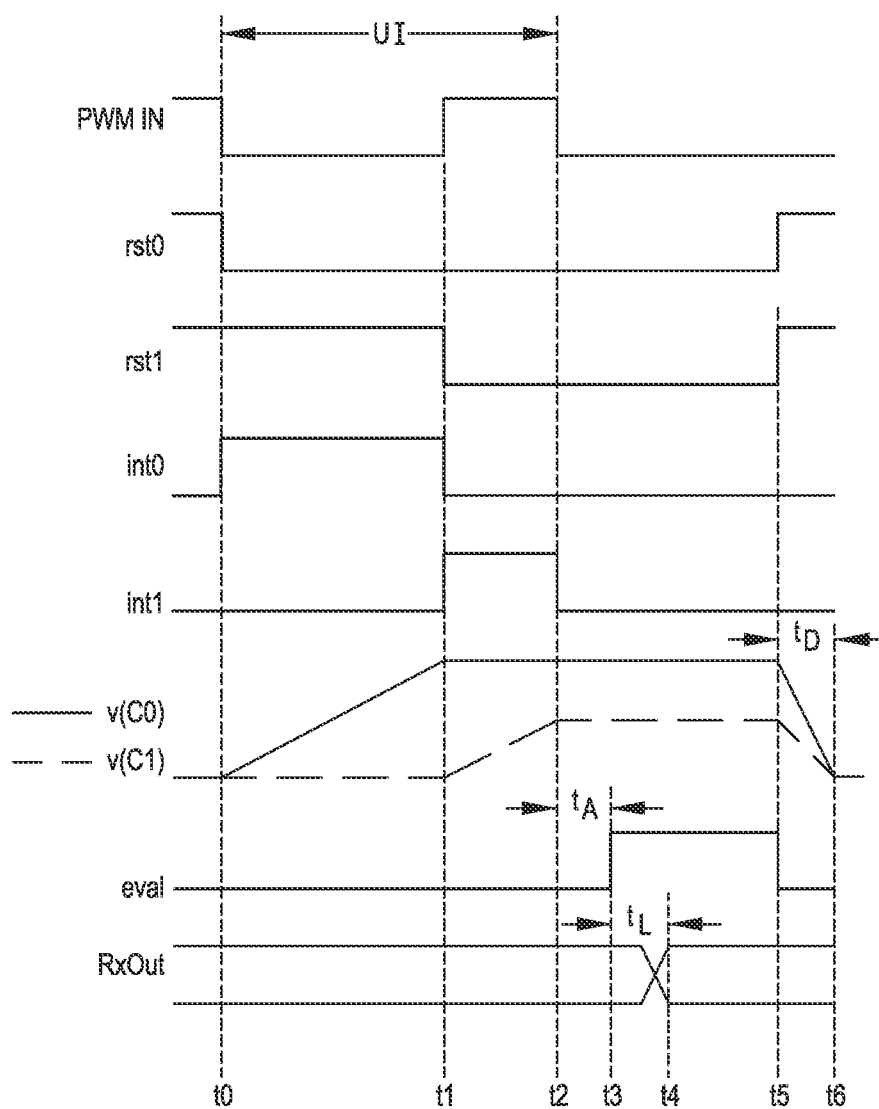 UI
PWM IN
rst0
rst1
int0
int1
tD
v(C0)
v(C1)
tA
eval
tL
RxOut
t0 t1 t2 t3 t4 t5 t6